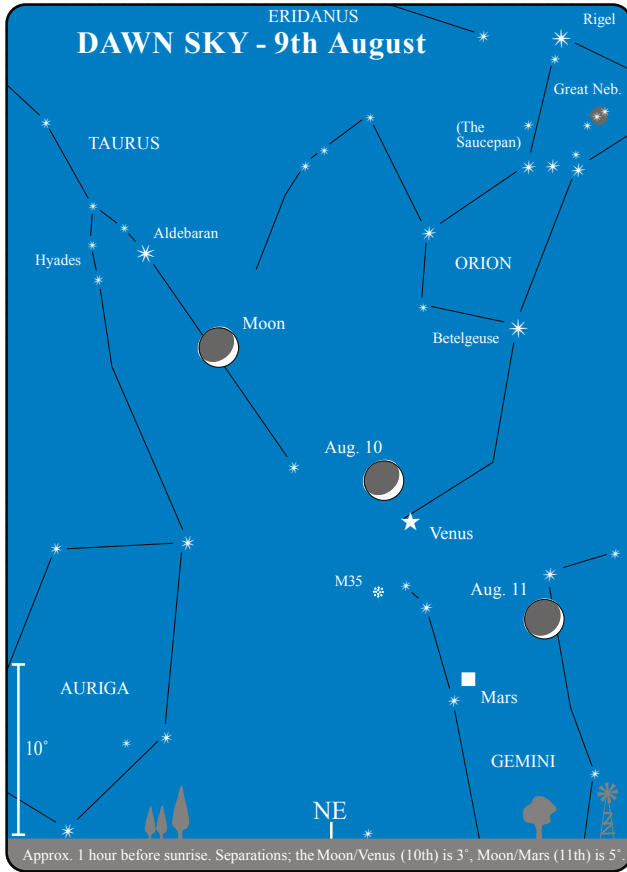 ERIDANUS
Rigel
DAWN SKY - 9th August
Great Neb.
(The
Saucepan)
TAURUS
Aldebaran
Hyades
ORION
Moon
Betelgeuse
Aug. 10
Venus
M35
Aug. 11
AURIGA
Mars
10˚
GEMINI
NE
Approx. 1 hour before sunrise. Separations; the Moon/Venus (10th) is 3˚, Moon/Mars (11th) is 5˚.